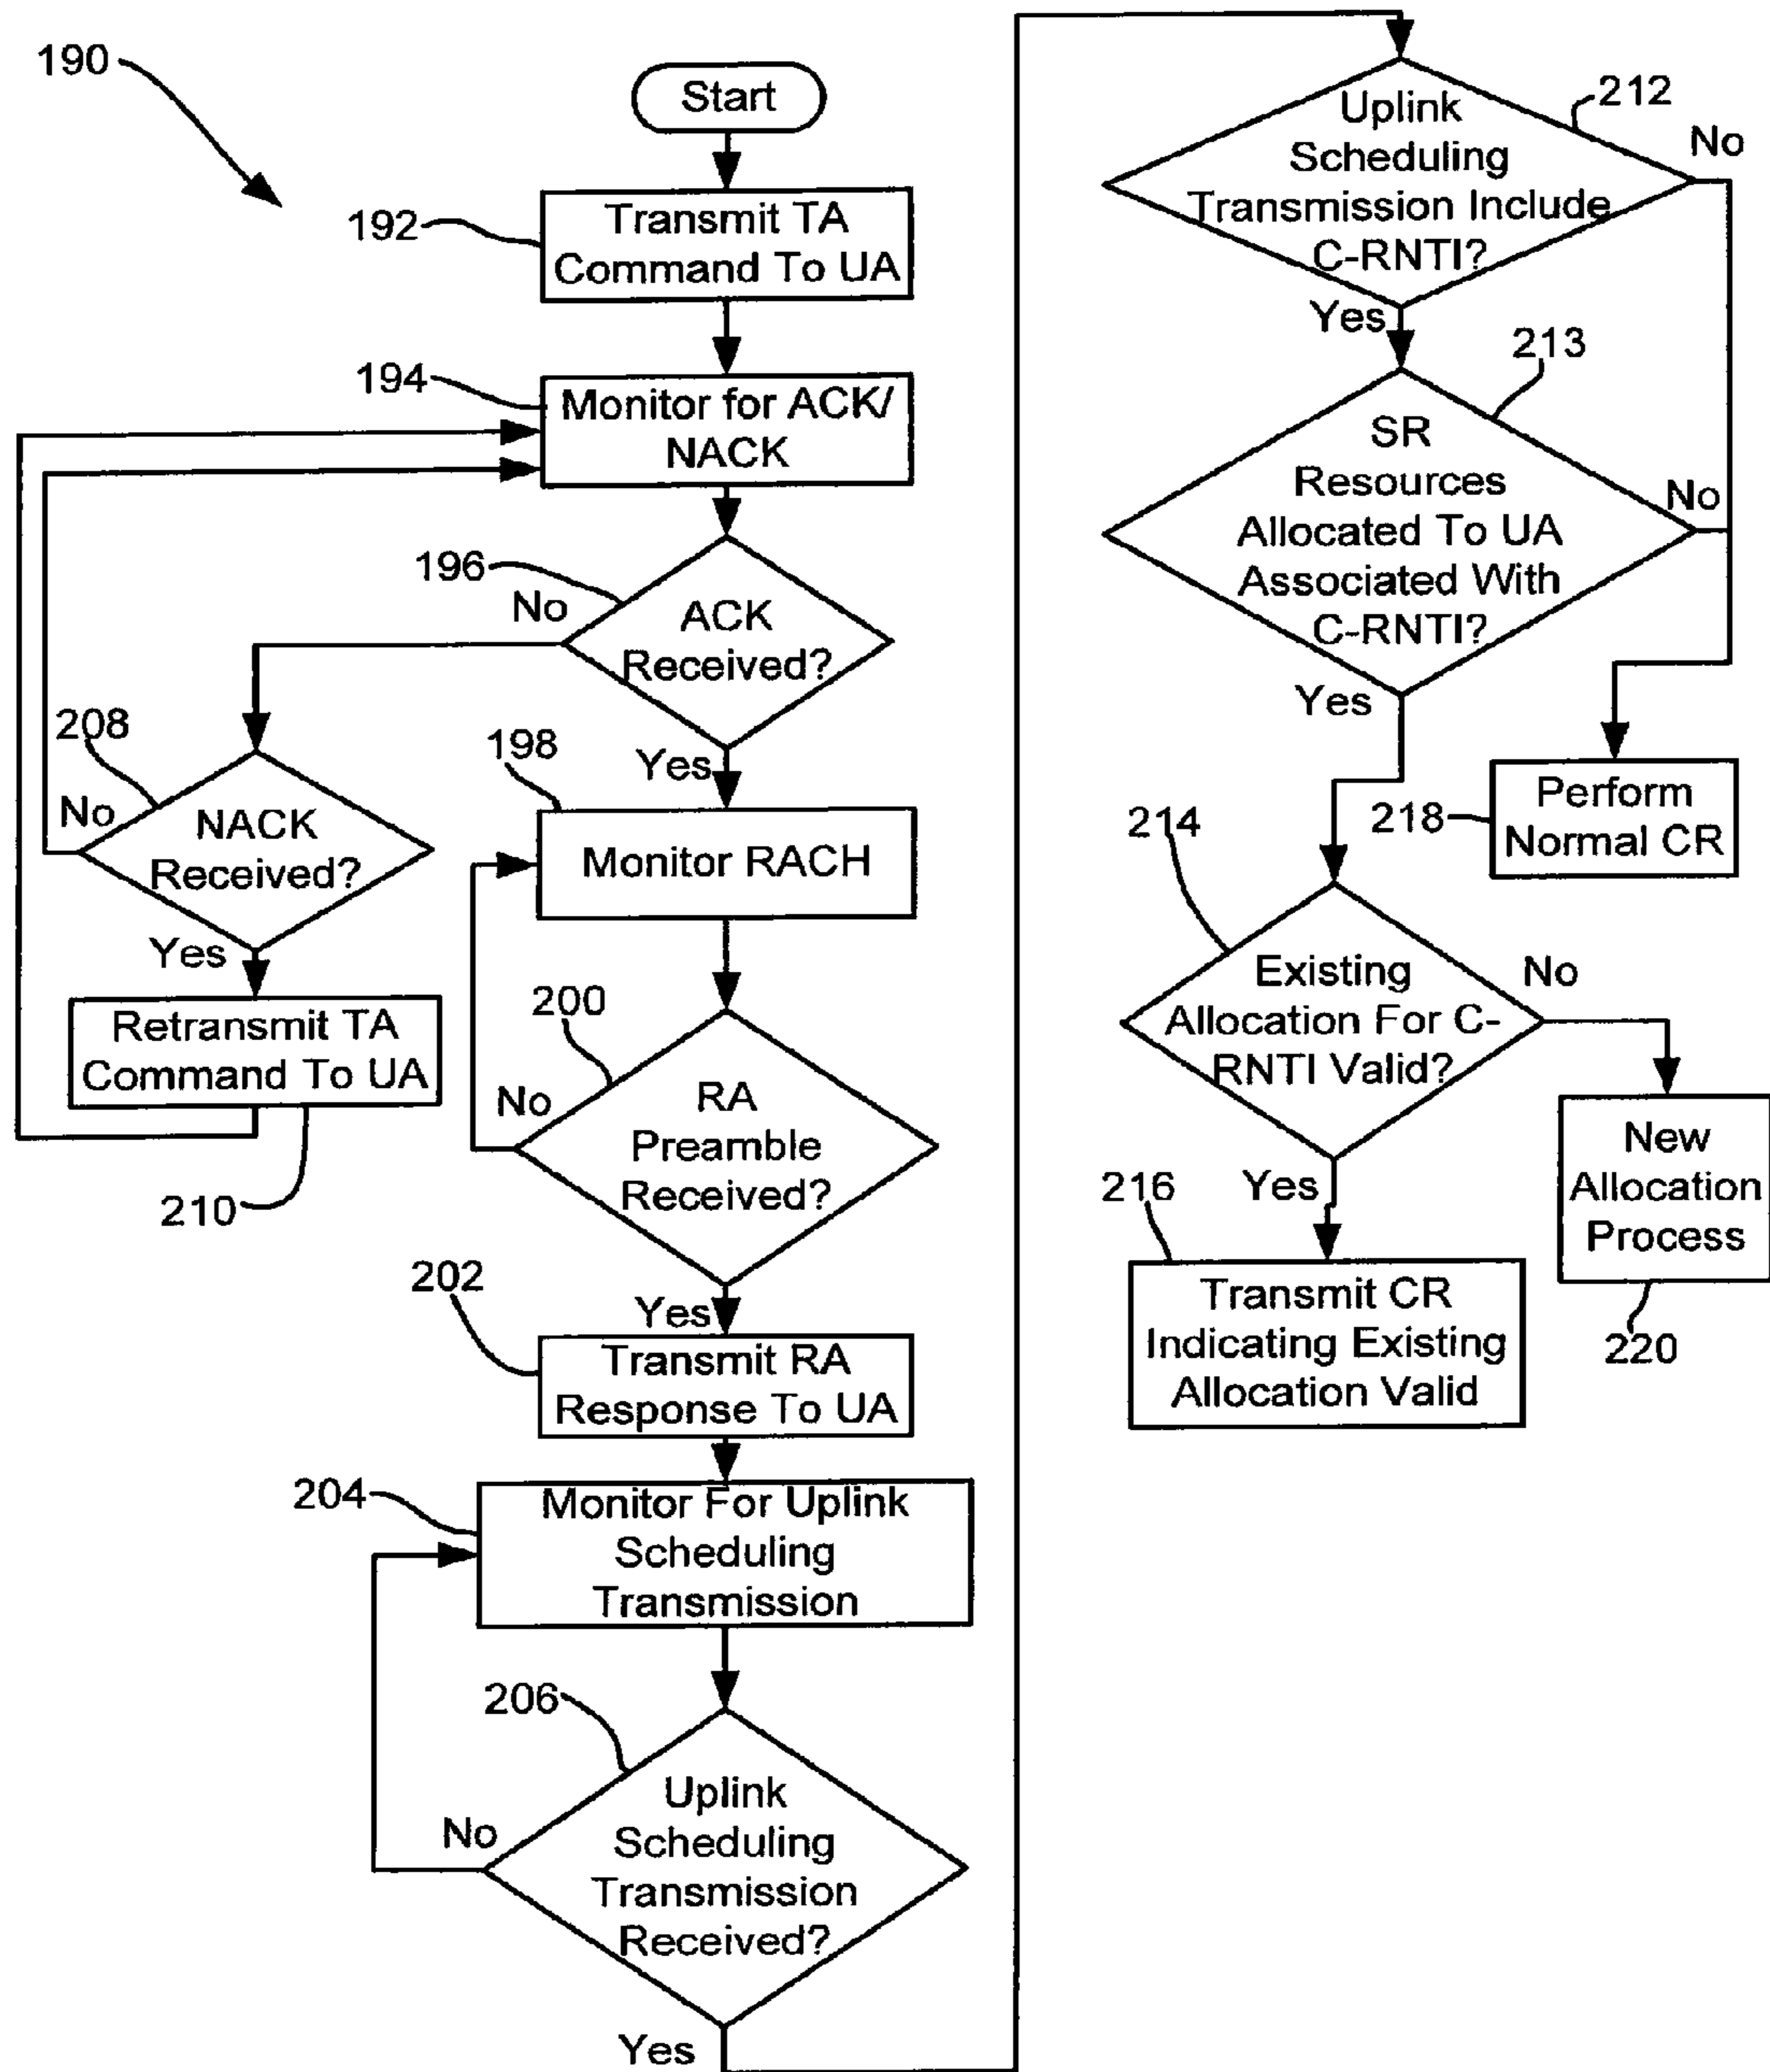 190
Start
192
Transmit TA
Command To UA
194
Monitor for ACK/
NACK
196
No
ACK
Received?
Yes
208
No
NACK
Received?
Yes
Retransmit TA
Command To UA
210
198
Monitor RACH
200
No
RA
Preamble
Received?
Yes
202
Transmit RA
Response To UA
204
Monitor For Uplink
Scheduling
Transmission
206
No
Uplink
Scheduling
Transmission
Received?
Yes
212
No
Uplink
Scheduling
Transmission Include
C-RNTI?
Yes
213
No
SR
Resources
Allocated To UA
Associated With
C-RNTI?
Yes
218
Perform
Normal CR
214
No
Existing
Allocation For C-
RNTI Valid?
Yes
216
Transmit CR
Indicating Existing
Allocation Valid
New
Allocation
Process
220